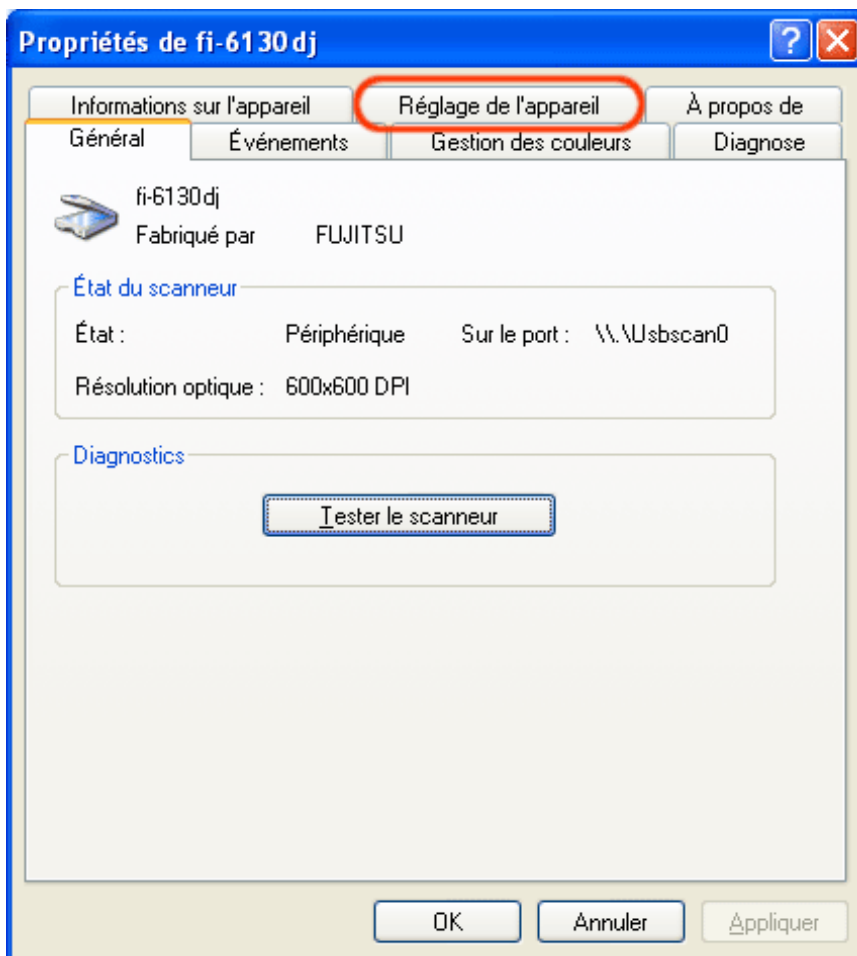 Propriétés de fi-6130dj
Informations sur l'appareil Réglage de l'appareil À propos de
Général Événements Gestion des couleurs Diagnose
fi-6130dj
Fabriqué par FUJITSU
État du scanneur
État : Périphérique Sur le port : \\.\Usbscan0
Résolution optique : 600x600 DPI
Diagnostics
Tester le scanneur
OK Annuler Appliquer